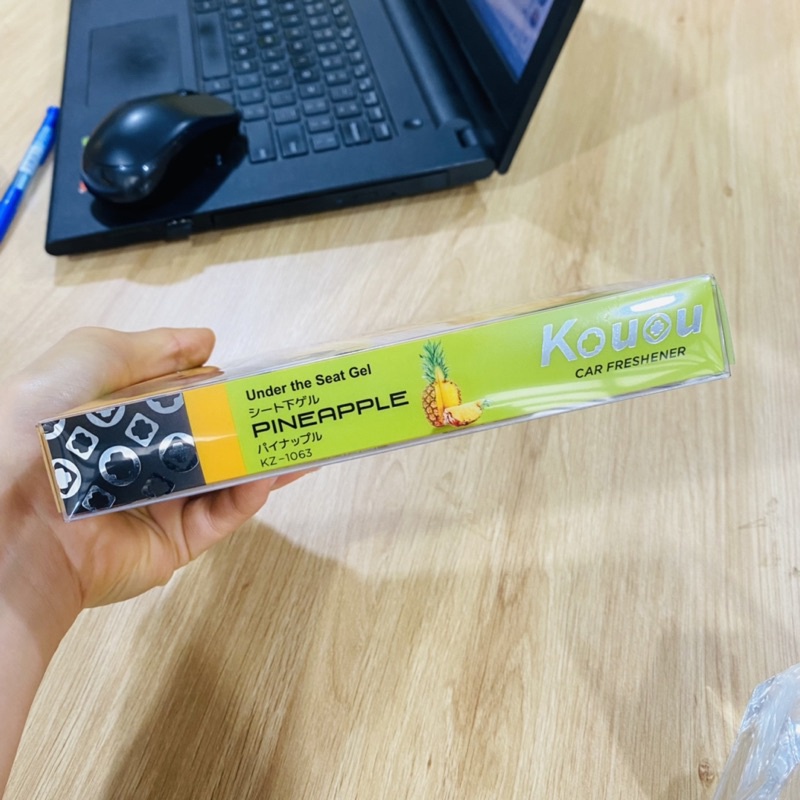 Under the Seat Gel
シート下ゲル
PINEAPPLE
パイナップル
KZ-1063
Kouou
CAR FRESHENER